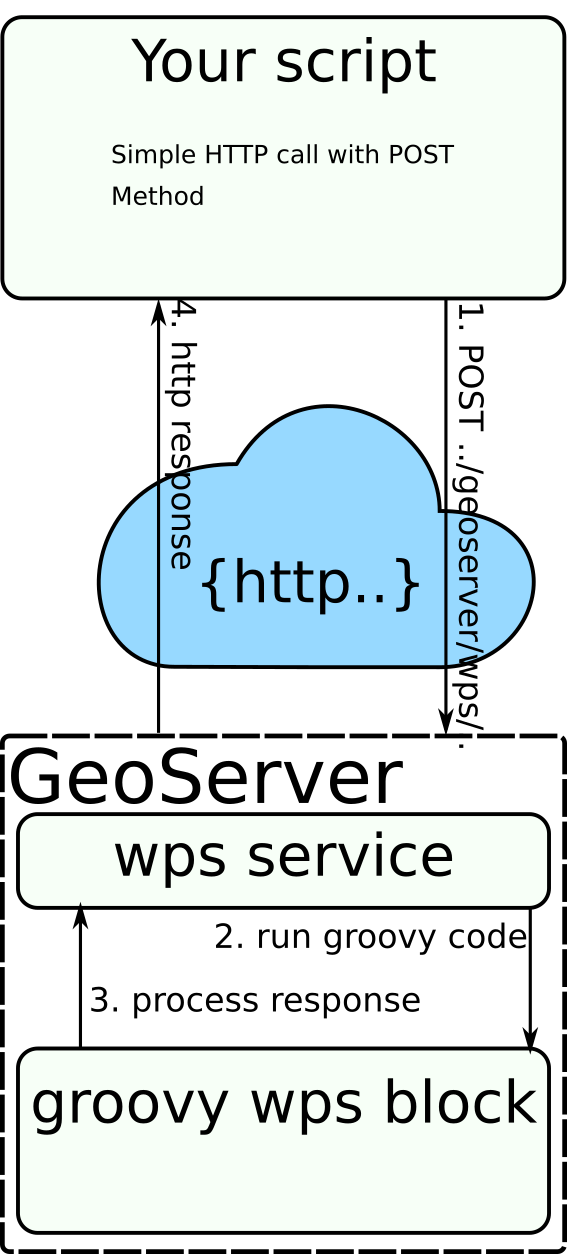 Your script
Simple HTTP call with POST
Method
4. http response
1. POST ../geoserver/wps/..
{http..}
GeoServer
wps service
2. run groovy code
3. process response
groovy wps block